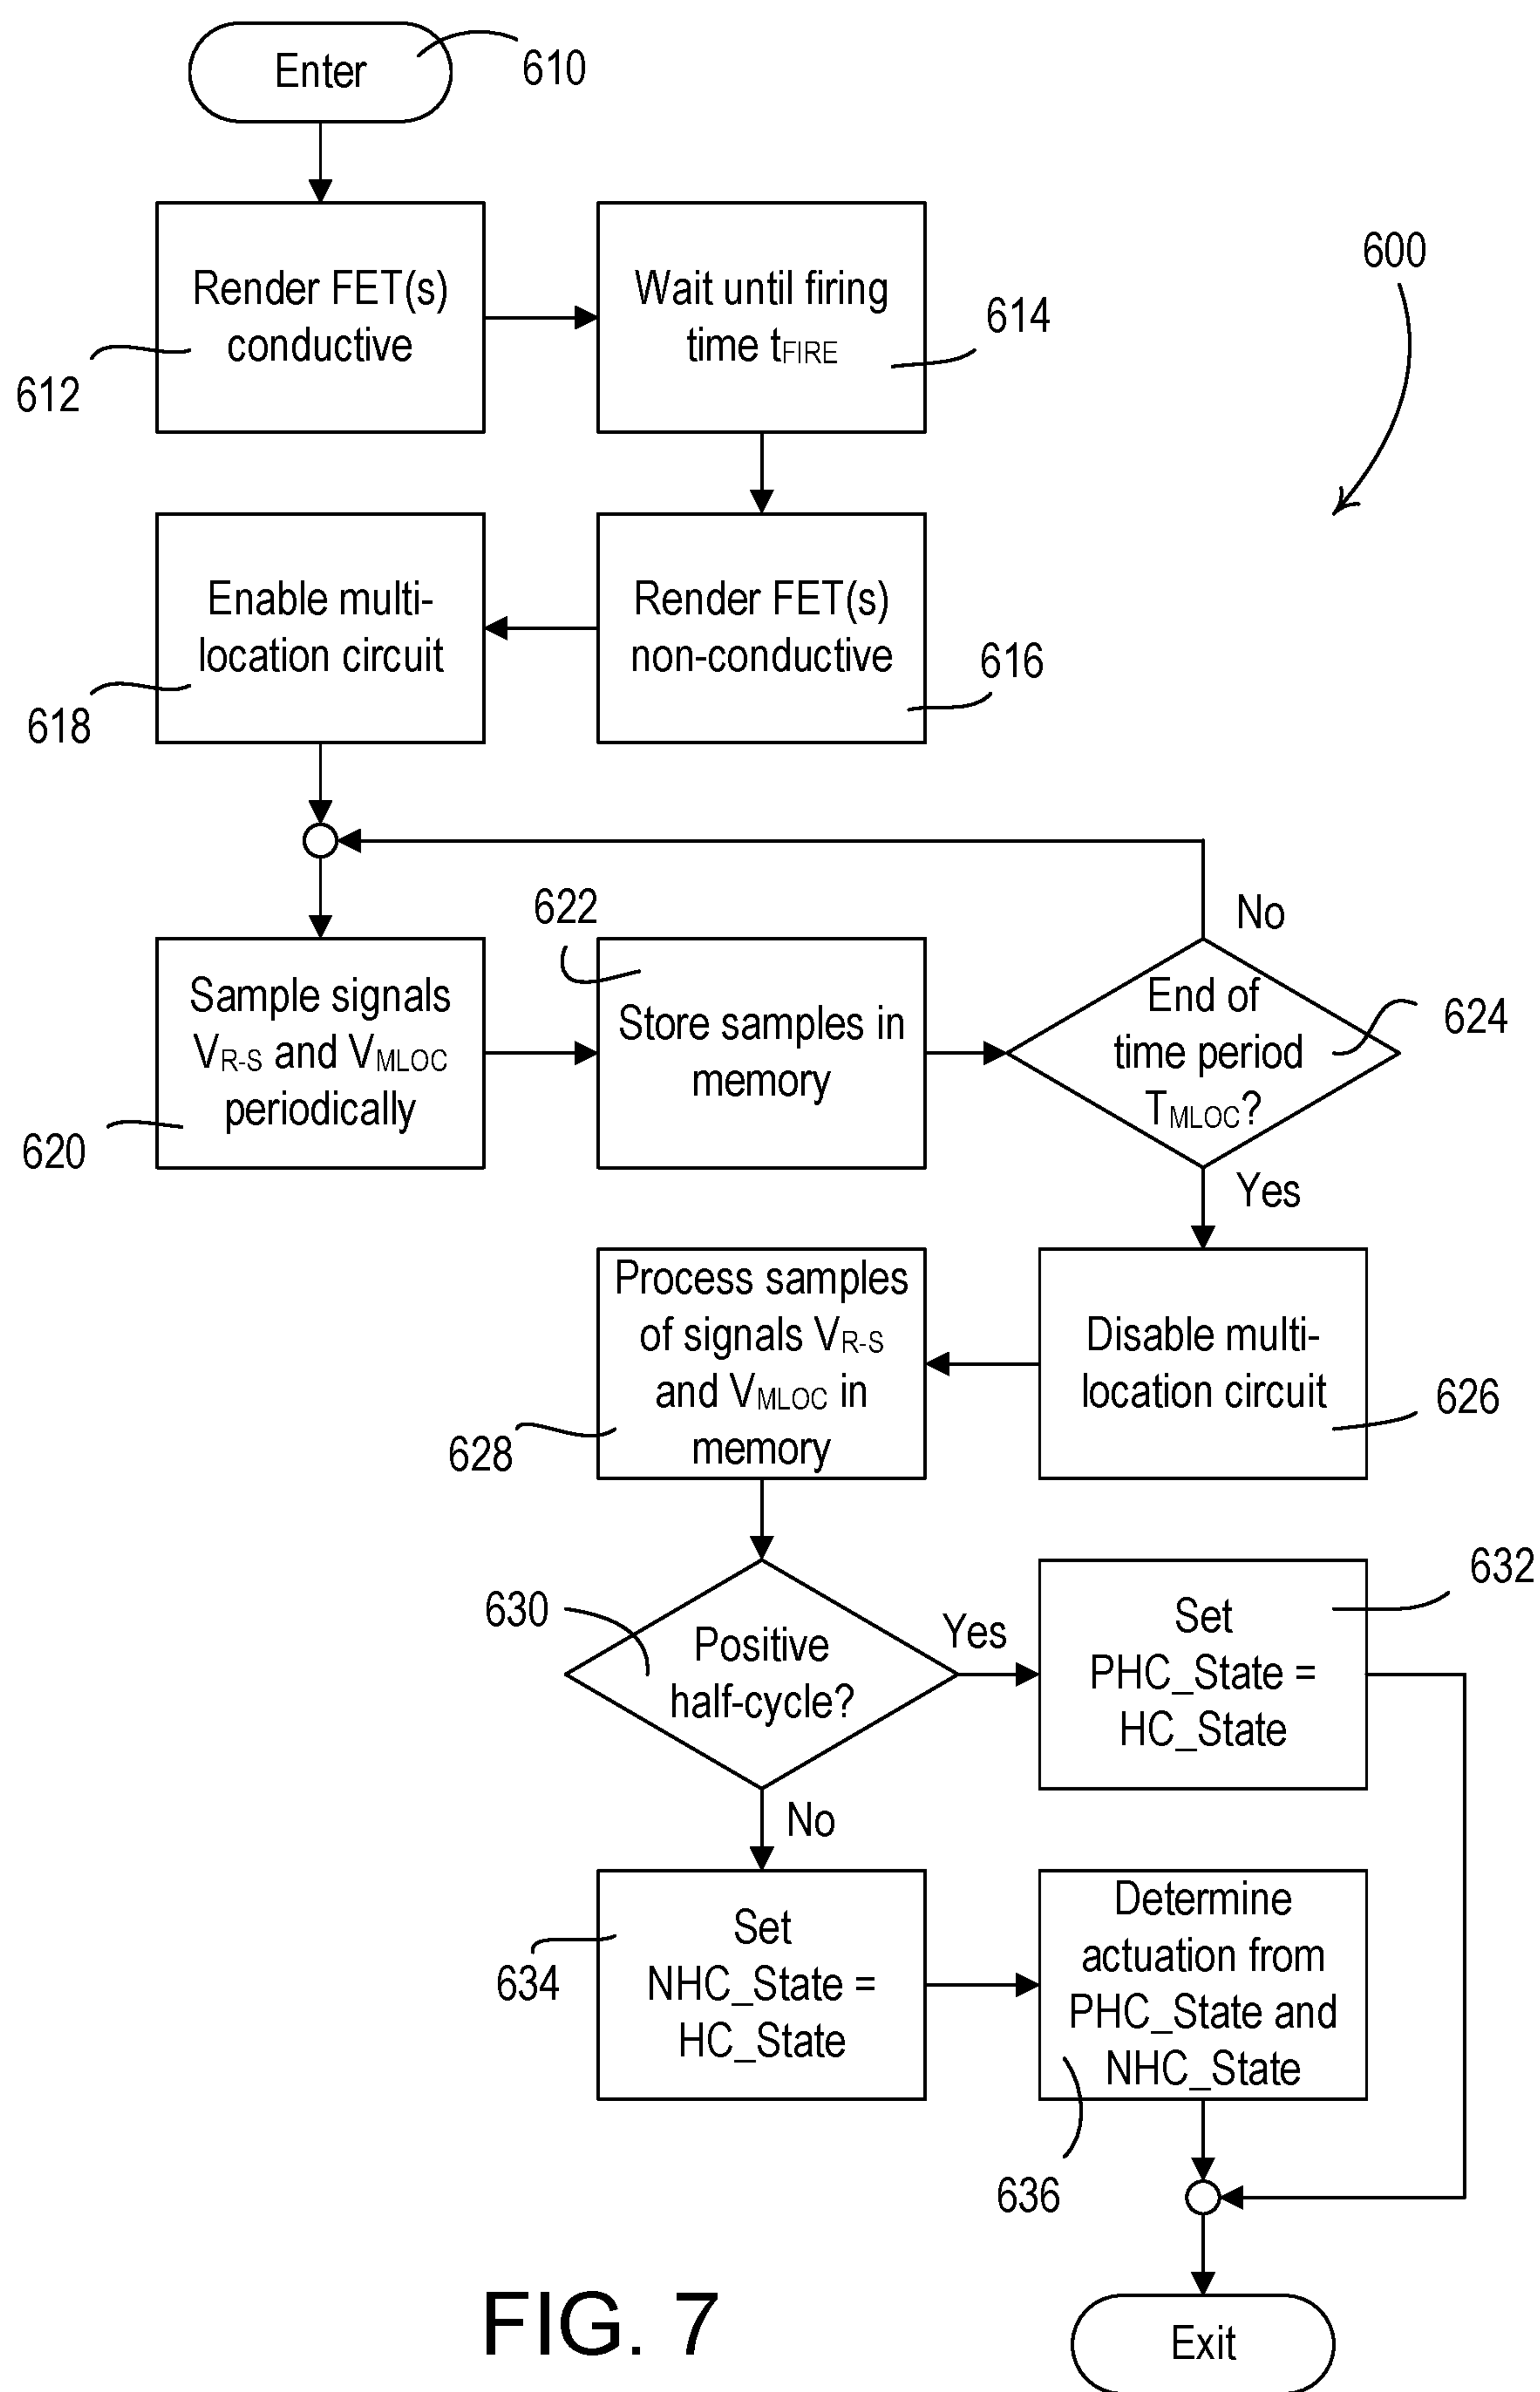 Enter
610
600
Render FET(s)
conductive
612
Wait until firing
time tFIRE
614
Enable multi-
location circuit
618
Render FET(s)
non-conductive
616
622
No
Sample signals
VR-S and VMLOC
periodically
620
Store samples in
memory
End of
time period
TMLOC?
624
Yes
Process samples
of signals VR-S
and VMLOC in
memory
628
Disable multi-
location circuit
626
630
Positive
half-cycle?
Yes
632
Set
PHC_State =
HC_State
No
634
Set
NHC_State =
HC_State
Determine
actuation from
PHC_State and
NHC_State
636
FIG. 7
Exit